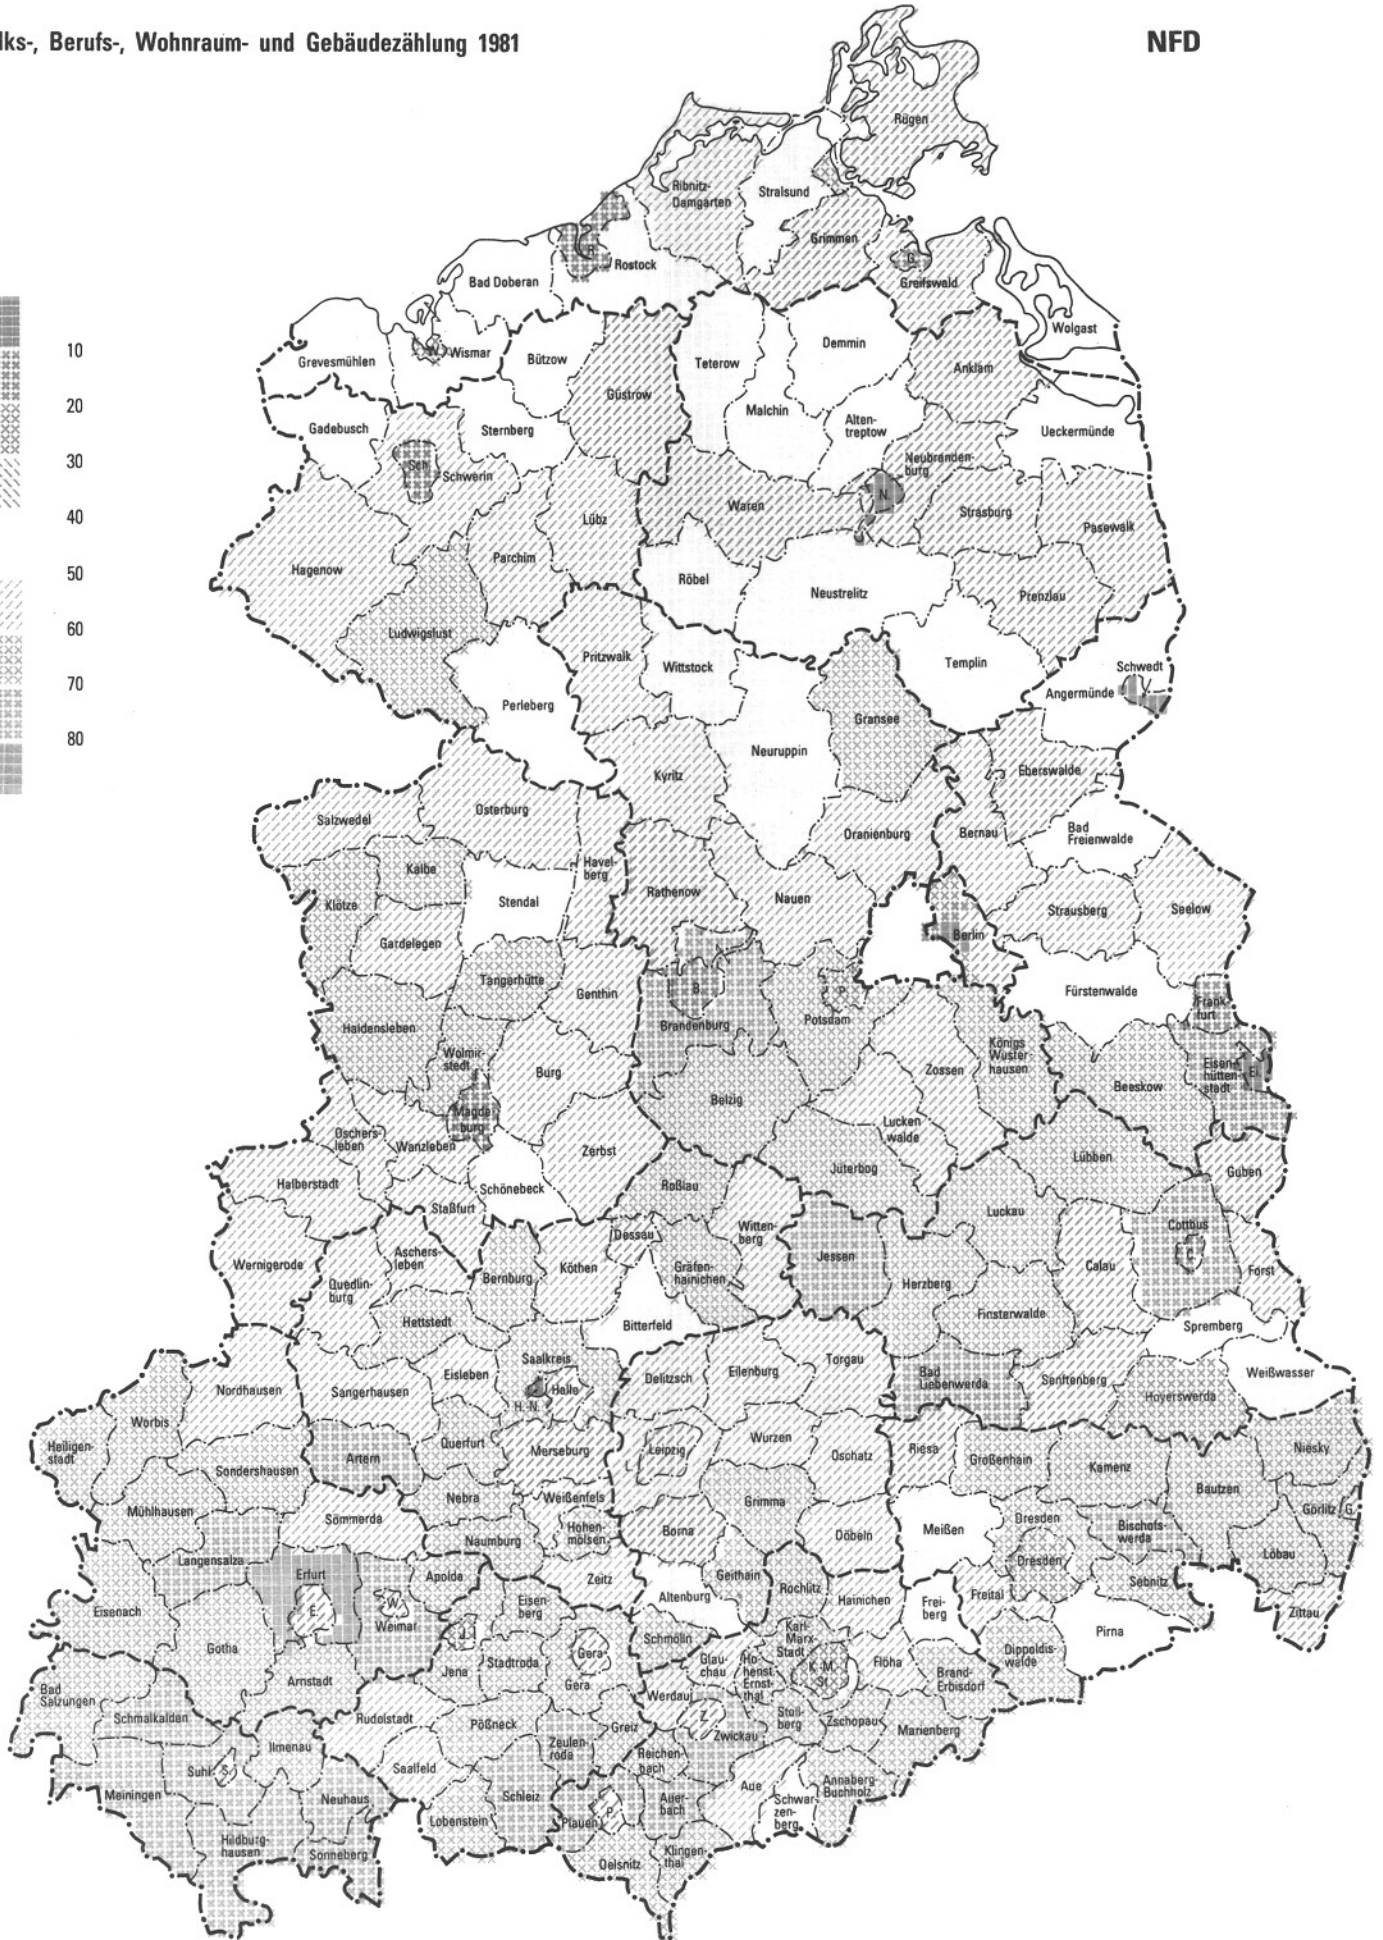 lks-, Berufs-, Wohnraum- und Gebäudezählung 1981
NFD
10
20
30
40
50
60
70
80
Rügen
Ribnitz-
Damgarten
Stralsund
Grimmen
R.
Rostock
G.
Greifswald
Bad Doberan
Wolgast
Grevesmühlen
W.
Wismar
Bützow
Güstrow
Teterow
Demmin
Anklam
Malchin
Alten-
treptow
Ueckermünde
Gadebusch
Sternberg
Sch
Schwerin
Neubranden-
burg
N.
Waren
Strasburg
Pasewalk
Lübz
Parchim
Hagenow
Röbel
Neustrelitz
Prenzlau
Ludwigslust
Pritzwalk
Wittstock
Templin
Schwedt
Angermünde
Perleberg
Gransee
Neuruppin
Kyritz
Eberswalde
Salzwedel
Osterburg
Oranienburg
Bernau
Bad
Freienwalde
Kalbe
Havel-
berg
Rathenow
Nauen
Klötze
Stendal
Strausberg
Seelow
Gardelegen
Berlin
Tangerhütte
Genthin
B.
Brandenburg
P.
Potsdam
Fürstenwalde
Frank-
furt
Haldensleben
Wolmir-
stedt
Burg
Königs
Wuster-
hausen
Zossen
Beeskow
Eisen-
hütten-
stadt
Ei.
Magde
burg
Belzig
Lucken
walde
Oschers-
leben
Wanzleben
Zerbst
Jüterbog
Lübben
Guben
Halberstadt
Staßfurt
Schönebeck
Roßlau
Luckau
Wernigerode
Aschers-
leben
Quedlin-
burg
Bernburg
Köthen
Dessau
Witten-
berg
Gräfen-
hainichen
Jessen
Herzberg
Calau
Cottbus
C.
Forst
Hettstedt
Bitterfeld
Finsterwalde
Spremberg
Nordhausen
Sangerhausen
Eisleben
Saalkreis
Halle
H.-N.
Delitzsch
Eilenburg
Torgau
Bad
Liebenwerda
Senftenberg
Hoyerswerda
Weißwasser
Worbis
Heiligen-
stadt
Sondershausen
Artern
Querfurt
Merseburg
Leipzig
Wurzen
Oschatz
Riesa
Großenhain
Kamenz
Niesky
Bautzen
Mühlhausen
Nebra
Weißenfels
Grimma
Görlitz
G.
Sömmerda
Hohen-
mölsen
Borna
Döbeln
Meißen
Dresden
Bischofs-
werda
Naumburg
Langensalza
Löbau
Erfurt
E.
Apolda
Zeitz
Geithain
Rochlitz
Dresden
Sebnitz
Eisenach
W.
Weimar
Eisen-
berg
Altenburg
Hainichen
Frei-
berg
Freital
Zittau
Gotha
J.
Schmölln
Karl-
Marx-
Stadt
Pirna
Arnstadt
Jena
Stadtroda
Gera
Gera
Glau-
chau
Ho-
henst.
Ernst-
thal
K.-M.
St.
Flöha
Brand-
Erbisdorf
Dippoldis-
walde
Bad
Salzungen
Schmalkalden
Rudolstadt
Pößneck
Greiz
Werdau
Z.
Zwickau
Stoll-
berg
Zschopau
Marienberg
Ilmenau
Suhl
S.
Saalfeld
Zeulen-
roda
Reichen-
bach
Aue
Annaberg-
Buchholz
Meiningen
Neuhaus
Lobenstein
Schleiz
Plauen
P.
Auer-
bach
Schwar-
zen-
berg
Hildburg-
hausen
Sonneberg
Oelsnitz
Klingen-
thal